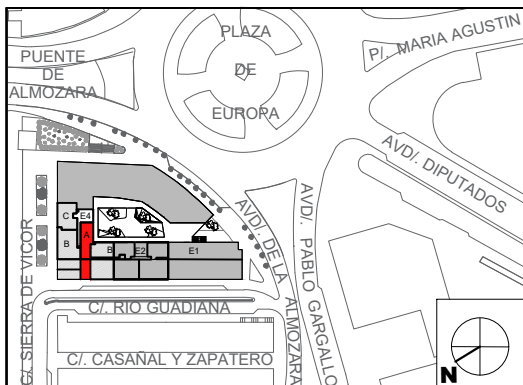 PLAZA
DE
EUROPA
P/. MARIA AGUSTIN
PUENTE
DE
ALMOZARA
AVD/. DIPUTADOS
AVD/. DE LA ALMOZARA
AVD/. PABLO GARGALLO
C/. SIERRA DE VICOR
C
E4
A
B
B
E2
E1
C/. RIO GUADIANA
C/. CASAÑAL Y ZAPATERO
N